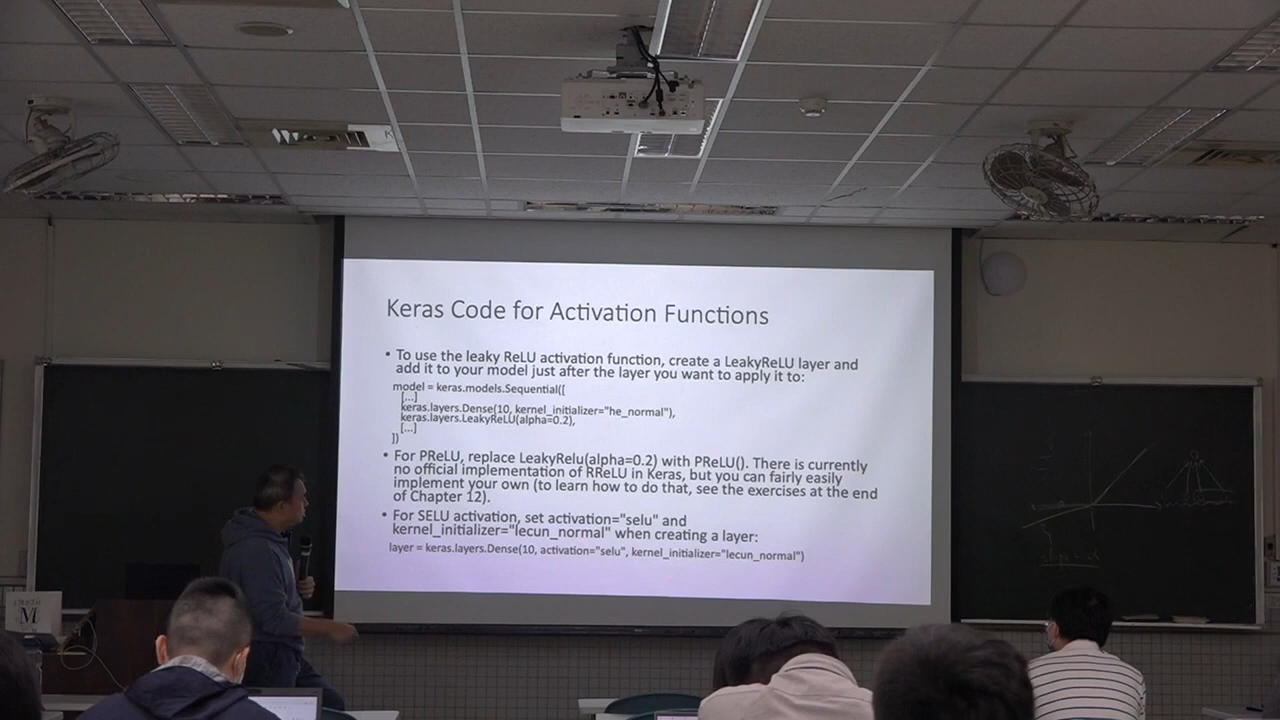 Keras Code for Activation Functions
• To use the leaky ReLU activation function, create a LeakyReLU layer and
add it to your model just after the layer you want to apply it to:
model = keras.models.Sequential([
[...]
keras.layers.Dense(10, kernel_initializer="he_normal"),
keras.layers.LeakyReLU(alpha=0.2),
[...]
])
• For PReLU, replace LeakyRelu(alpha=0.2) with PReLU(). There is currently
no official implementation of RReLU in Keras, but you can fairly easily
implement your own (to learn how to do that, see the exercises at the end
of Chapter 12).
• For SELU activation, set activation="selu" and
kernel_initializer="lecun_normal" when creating a layer:
layer = keras.layers.Dense(10, activation="selu", kernel_initializer="lecun_normal")
M